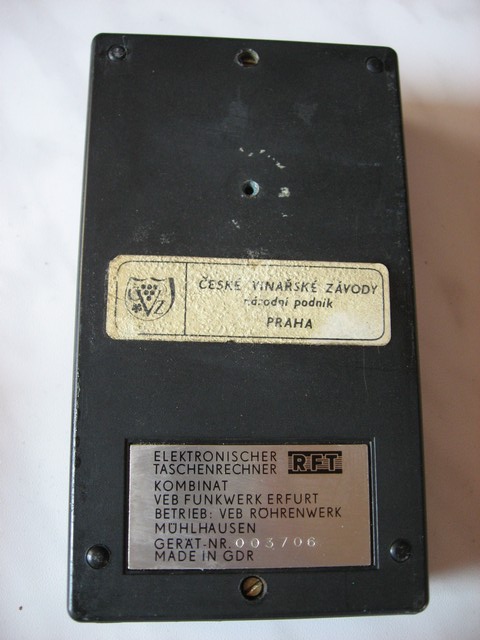 ČVZ
ČESKÉ VINAŘSKÉ ZÁVODY
národní podnik
PRAHA
ELEKTRONISCHER
TASCHENRECHNER RFT
KOMBINAT
VEB FUNKWERK ERFURT
BETRIEB: VEB RÖHRENWERK
MÜHLHAUSEN
GERÄT-NR. 003706
MADE IN GDR